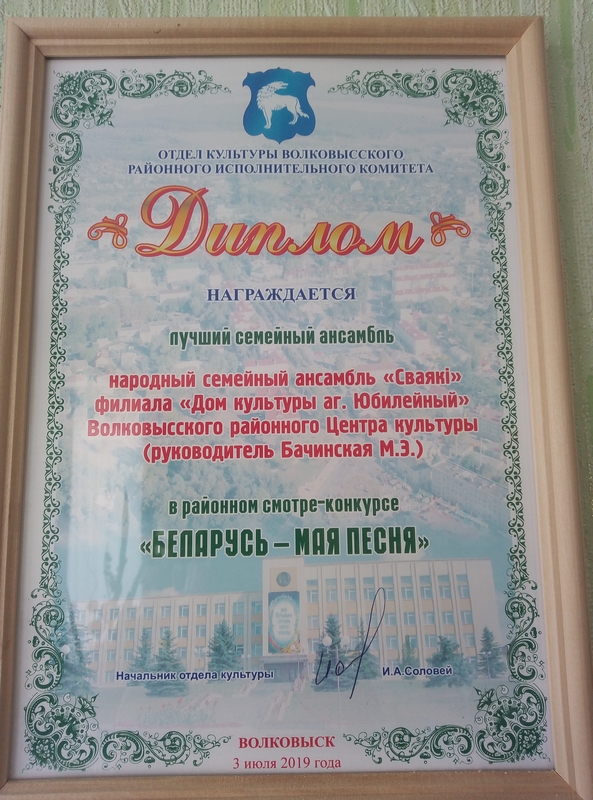 ОТДЕЛ КУЛЬТУРЫ ВОЛКОВЫССКОГО
РАЙОННОГО ИСПОЛНИТЕЛЬНОГО КОМИТЕТА
Диплом
НАГРАЖДАЕТСЯ
лучший семейный ансамбль
народный семейный ансамбль «Сваякі»
филиала «Дом культуры аг. Юбилейный»
Волковысского районного Центра культуры
(руководитель Бачинская М.Э.)
в районном смотре-конкурсе
«БЕЛАРУСЬ – МАЯ ПЕСНЯ»
Начальник отдела культуры И.А.Соловей
ВОЛКОВЫСК
3 июля 2019 года